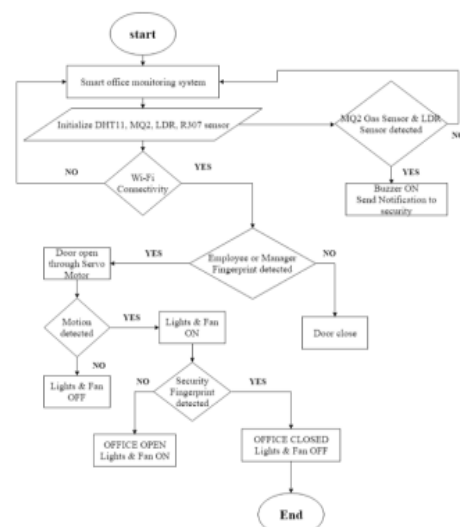 start
Smart office monitoring system
Initialize DHT11, MQ2, LDR, R307 sensor
MQ2 Gas Sensor & LDR
Sensor detected
NO
YES
Buzzer ON
Send Notification to
security
NO
Wi-Fi
Connectivity
YES
Employee or Manager
Fingerprint detected
YES
NO
Door open
through Servo
Motor
Door close
Motion
detected
YES
Lights & Fan
ON
NO
Lights & Fan
OFF
Security
Fingerprint
detected
NO
YES
OFFICE OPEN
Lights & Fan ON
OFFICE CLOSED
Lights & Fan OFF
End